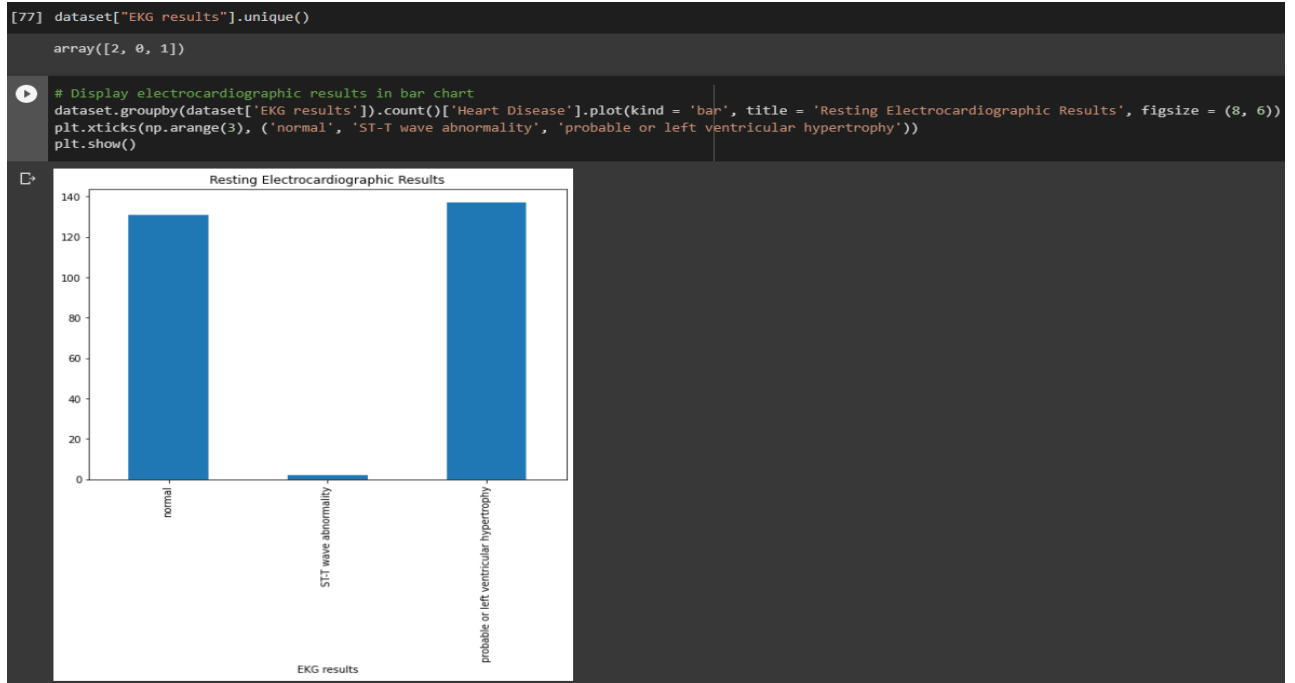 [77] dataset["EKG results"].unique()
array([2, 0, 1])
# Display electrocardiographic results in bar chart
dataset.groupby(dataset['EKG results']).count()['Heart Disease'].plot(kind = 'bar', title = 'Resting Electrocardiographic Results', figsize = (8, 6))
plt.xticks(np.arange(3), ('normal', 'ST-T wave abnormality', 'probable or left ventricular hypertrophy'))
plt.show()
Resting Electrocardiographic Results
140
120
100
80
60
40
20
0
normal
ST-T wave abnormality
probable or left ventricular hypertrophy
EKG results